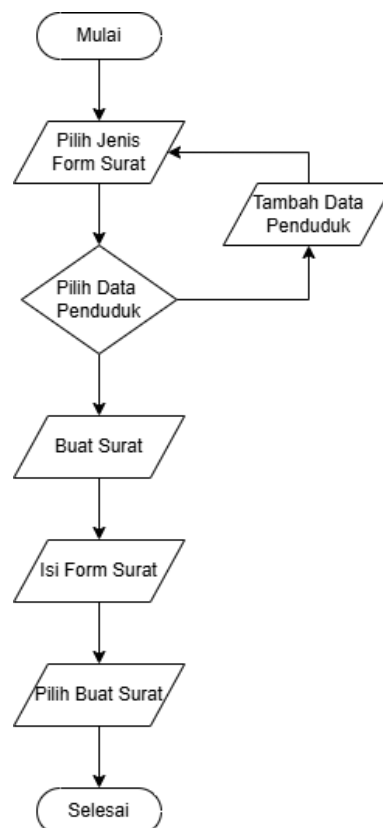 Mulai
Pilih Jenis
Form Surat
Tambah Data
Penduduk
Pilih Data
Penduduk
Buat Surat
Isi Form Surat
Pilih Buat Surat
Selesai